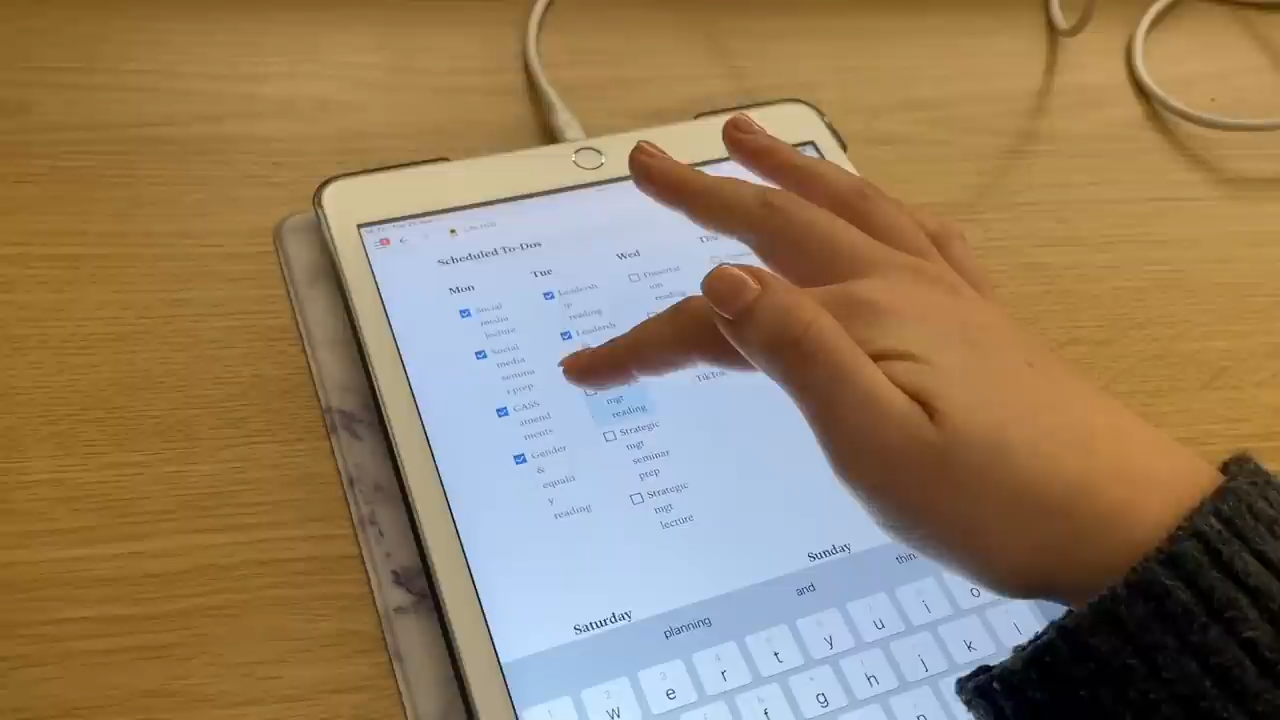 Scheduled To-Dos
Mon
Social
media
lecture
Social
media
semina
r prep
CASS
amend
ments
Gender
&
equalit
y
reading
Tue
Leadersh
ip
reading
Leadersh
mgt
reading
Strategic
mgt
seminar
prep
Strategic
mgt
lecture
Wed
Dissertat
ion
reading
TikTok
Saturday
Sunday
planning
and
w e r t y u i o
f g h j k l